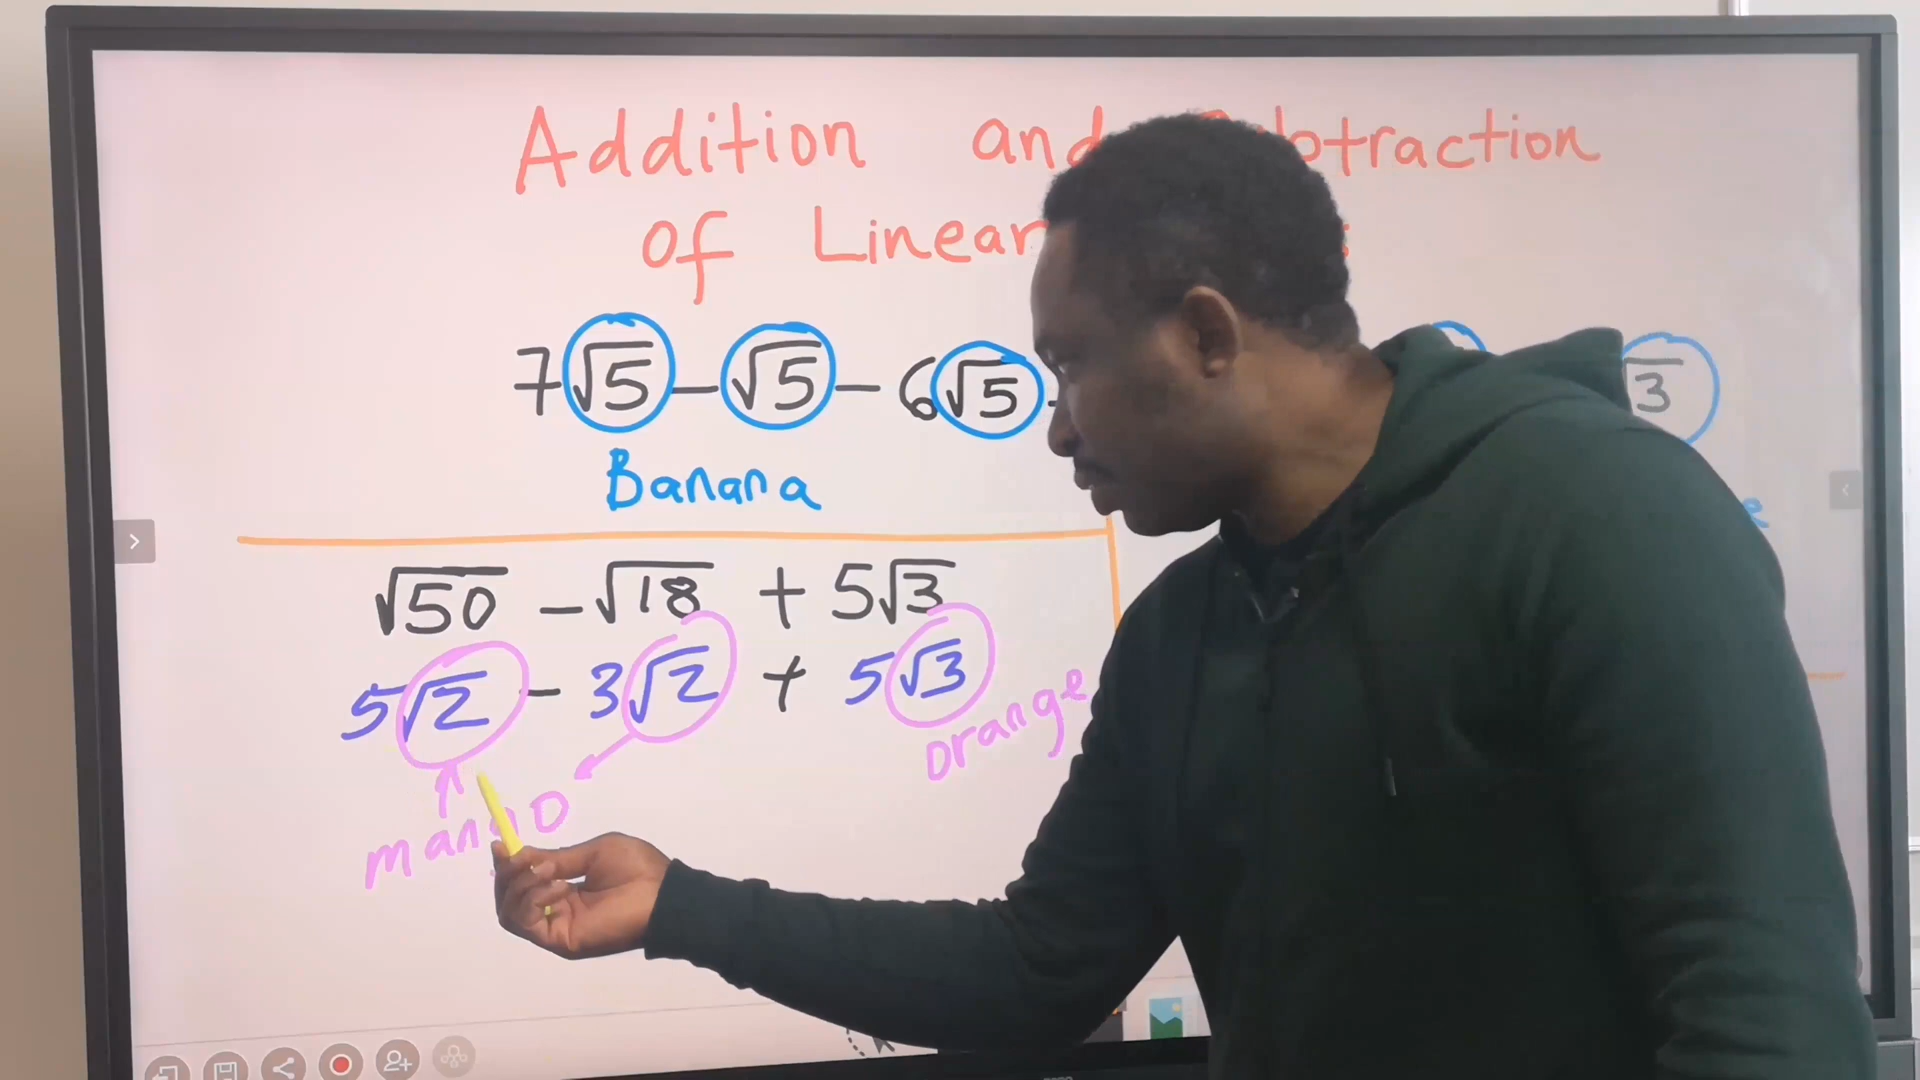 Addition and Subtraction
of Linear
7√5 − √5 − 6√5
√3
Banana
√50 − √18 + 5√3
5√2 − 3√2 + 5√3
orange
mango